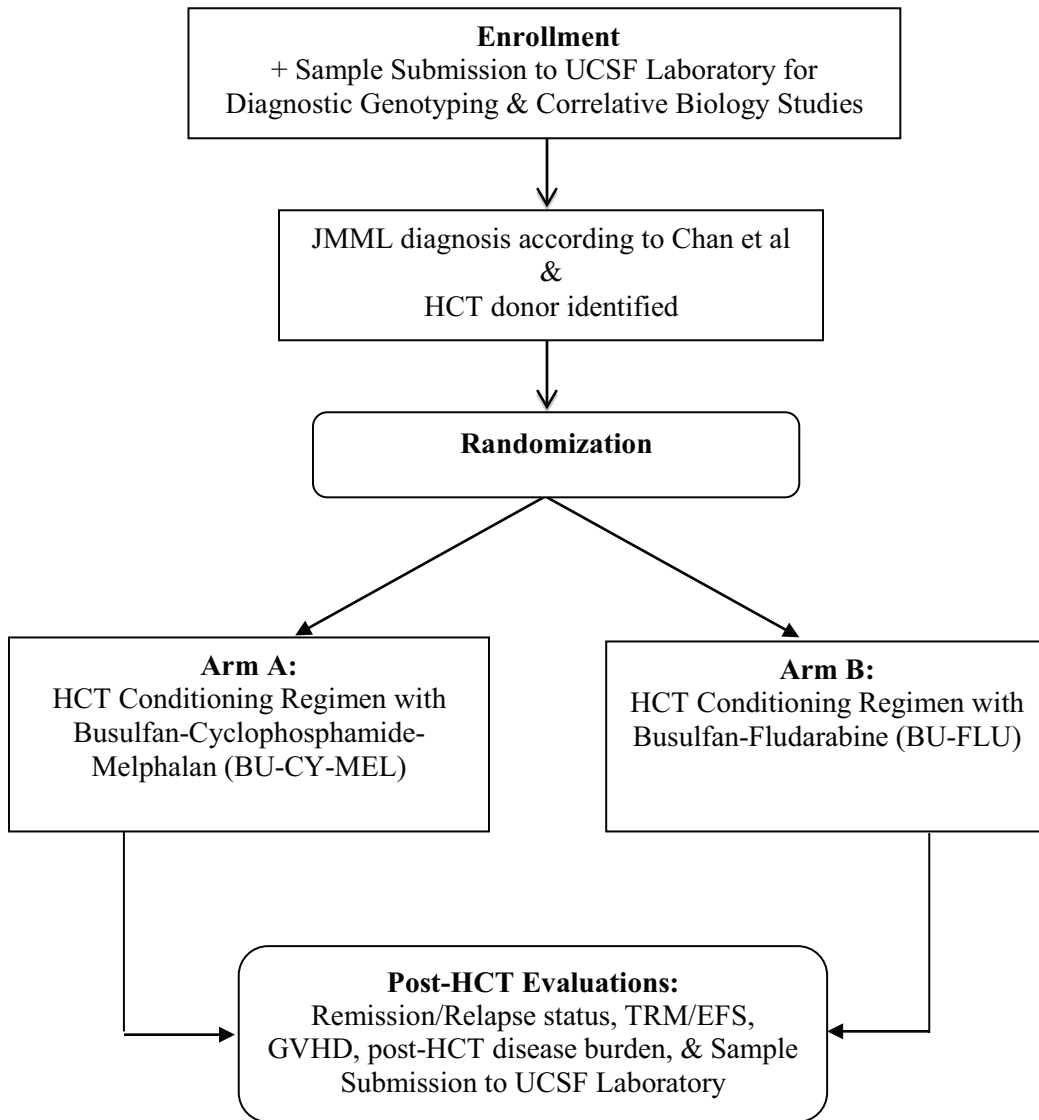 Enrollment
+ Sample Submission to UCSF Laboratory for
Diagnostic Genotyping & Correlative Biology Studies
JMML diagnosis according to Chan et al
&
HCT donor identified
Randomization
Arm A:
HCT Conditioning Regimen with
Busulfan-Cyclophosphamide-
Melphalan (BU-CY-MEL)
Arm B:
HCT Conditioning Regimen with
Busulfan-Fludarabine (BU-FLU)
Post-HCT Evaluations:
Remission/Relapse status, TRM/EFS,
GVHD, post-HCT disease burden, & Sample
Submission to UCSF Laboratory